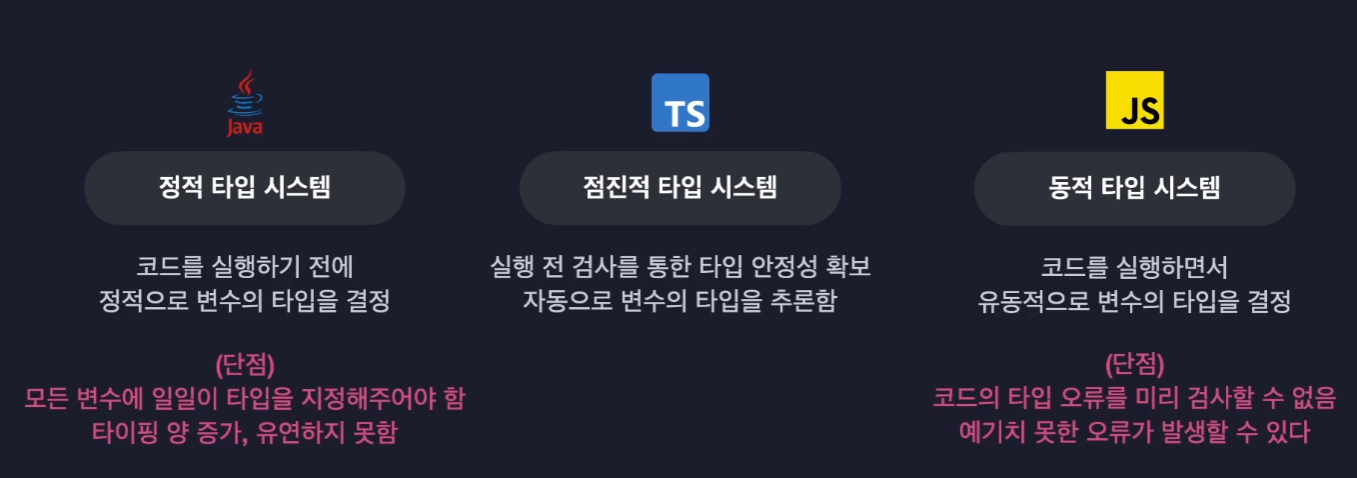 Java
정적 타입 시스템
코드를 실행하기 전에
정적으로 변수의 타입을 결정
(단점)
모든 변수에 일일이 타입을 지정해주어야 함
타이핑 양 증가, 유연하지 못함
TS
점진적 타입 시스템
실행 전 검사를 통한 타입 안정성 확보
자동으로 변수의 타입을 추론함
JS
동적 타입 시스템
코드를 실행하면서
유동적으로 변수의 타입을 결정
(단점)
코드의 타입 오류를 미리 검사할 수 없음
예기치 못한 오류가 발생할 수 있다